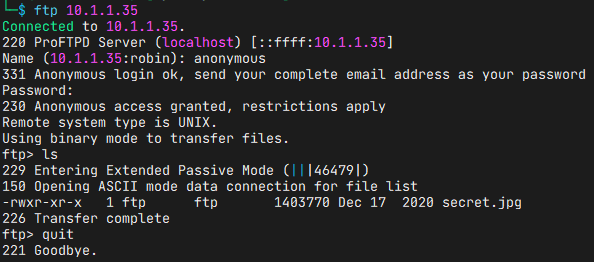 └─$ ftp 10.1.1.35
Connected to 10.1.1.35.
220 ProFTPD Server (localhost) [::ffff:10.1.1.35]
Name (10.1.1.35:robin): anonymous
331 Anonymous login ok, send your complete email address as your password
Password:
230 Anonymous access granted, restrictions apply
Remote system type is UNIX.
Using binary mode to transfer files.
ftp> ls
229 Entering Extended Passive Mode (|||46479|)
150 Opening ASCII mode data connection for file list
-rwxr-xr-x   1 ftp      ftp       1403770 Dec 17  2020 secret.jpg
226 Transfer complete
ftp> quit
221 Goodbye.